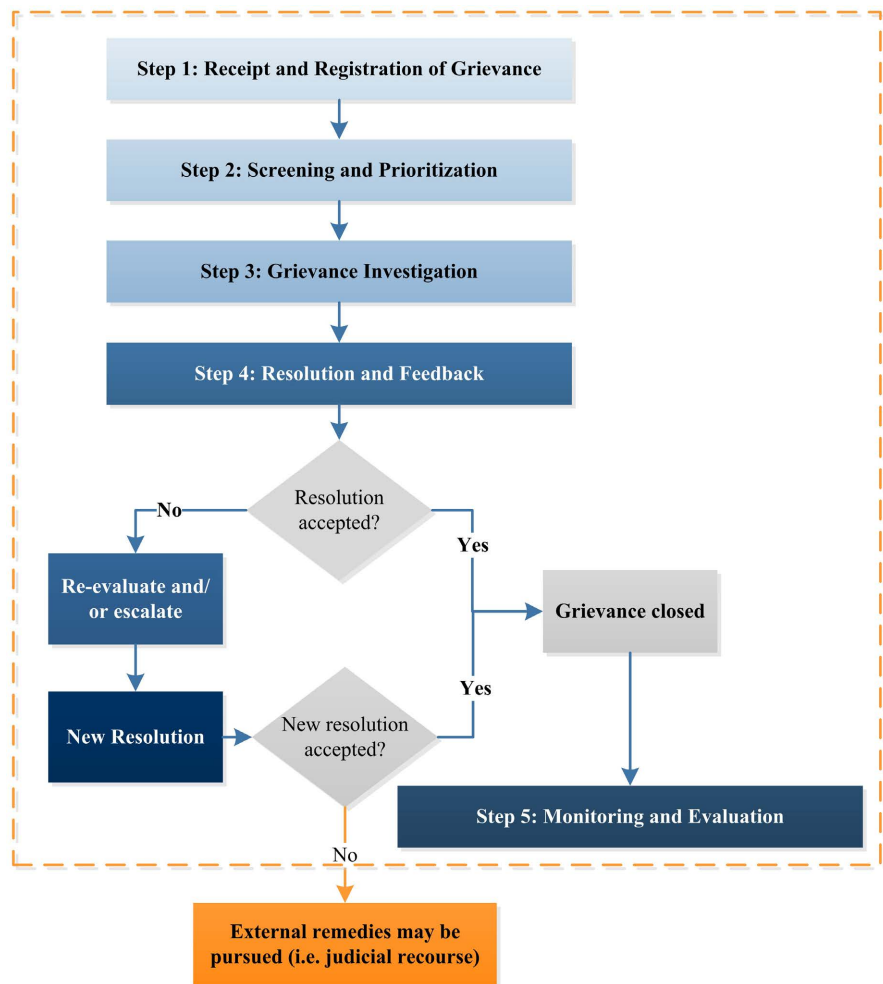 Step 1: Receipt and Registration of Grievance
Step 2: Screening and Prioritization
Step 3: Grievance Investigation
Step 4: Resolution and Feedback
Resolution
accepted?
No
Yes
Re-evaluate and/
or escalate
Grievance closed
New Resolution
New resolution
accepted?
Yes
Step 5: Monitoring and Evaluation
No
External remedies may be
pursued (i.e. judicial recourse)